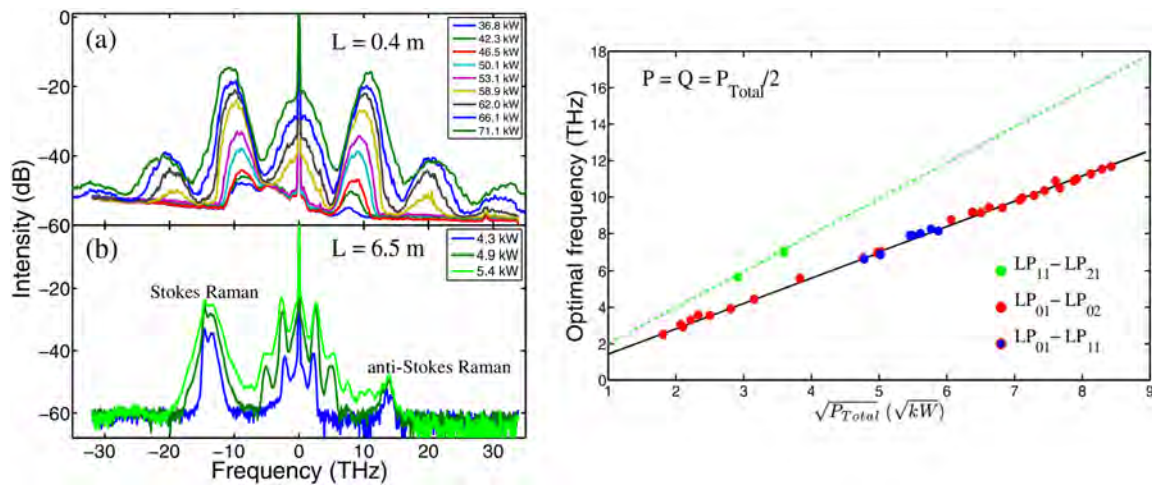 0
(a)
L = 0.4 m
36.8 kW
42.3 kW
46.5 kW
50.1 kW
53.1 kW
58.9 kW
62.0 kW
66.1 kW
71.1 kW
−20
−40
−60
(b)
L = 6.5 m
4.3 kW
4.9 kW
5.4 kW
Stokes Raman
−20
−40
anti-Stokes Raman
−60
−30 −20 −10 0 10 20 30
Frequency (THz)
Intensity (dB)
18
16
14
12
10
8
6
4
2
0
P = Q = P_Total/2
LP11−LP21
LP01−LP02
LP01−LP11
1 2 3 4 5 6 7 8 9
√P_Total (√kW)
Optimal frequency (THz)